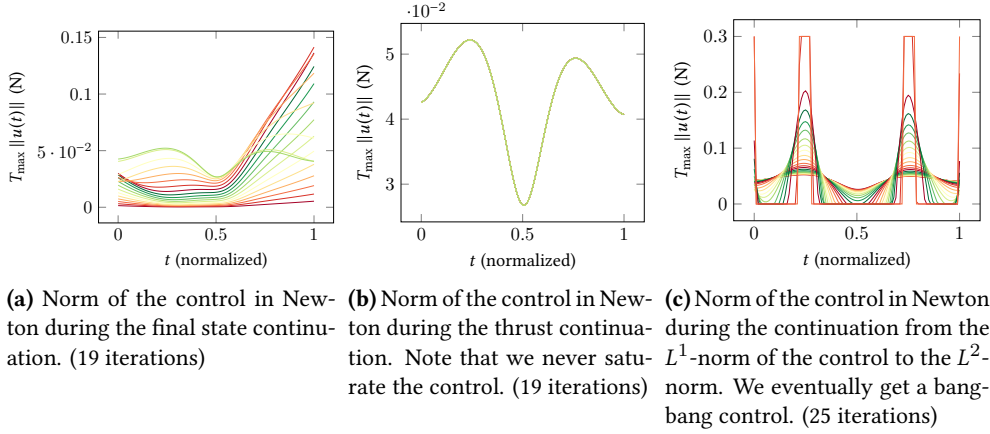 0.15
0.1
5 · 10⁻²
0
T_max ||u(t)|| (N)
0
0.5
1
t (normalized)
·10⁻²
5
4
3
T_max ||u(t)|| (N)
0
0.5
1
t (normalized)
0.3
0.2
0.1
0
T_max ||u(t)|| (N)
0
0.5
1
t (normalized)
(a) Norm of the control in New-
ton during the final state continu-
ation. (19 iterations)
(b) Norm of the control in New-
ton during the thrust continua-
tion. Note that we never satu-
rate the control. (19 iterations)
(c) Norm of the control in Newton
during the continuation from the
L¹-norm of the control to the L²-
norm. We eventually get a bang-
bang control. (25 iterations)